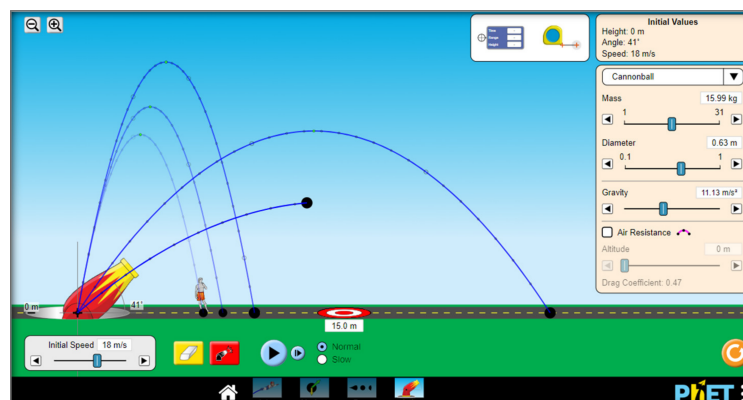 Initial Values
Height: 0 m
Angle: 41°
Speed: 18 m/s
Cannonball
Mass 15.99 kg
1 31
Diameter 0.63 m
0.1 1
Gravity 11.13 m/s²
Air Resistance
Altitude 0 m
Drag Coefficient: 0.47
0 m
41°
15.0 m
Initial Speed 18 m/s
Normal
Slow
PhET